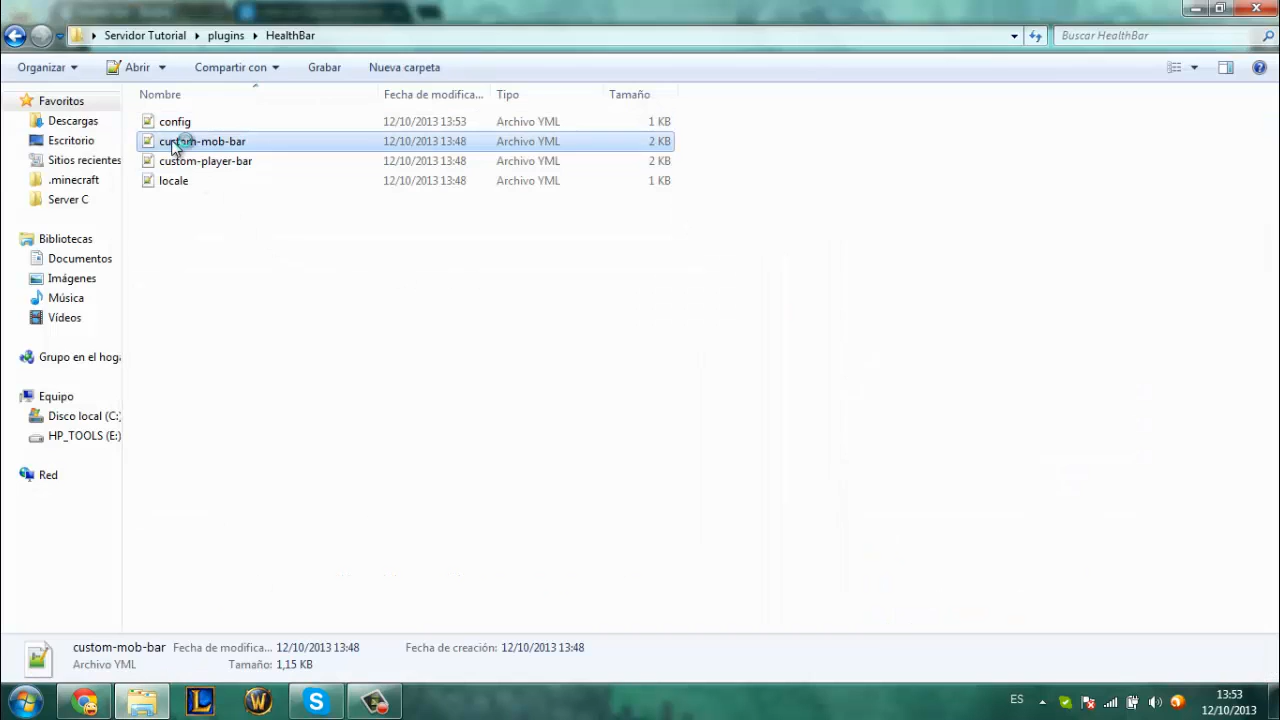 Servidor Tutorial ▸ plugins ▸ HealthBar
Buscar HealthBar
Organizar ▾ Abrir ▾ Compartir con ▾ Grabar Nueva carpeta
Nombre Fecha de modifica... Tipo Tamaño
config 12/10/2013 13:53 Archivo YML 1 KB
custom-mob-bar 12/10/2013 13:48 Archivo YML 2 KB
custom-player-bar 12/10/2013 13:48 Archivo YML 2 KB
locale 12/10/2013 13:48 Archivo YML 1 KB
Favoritos
Descargas
Escritorio
Sitios recientes
.minecraft
Server C
Bibliotecas
Documentos
Imágenes
Música
Vídeos
Grupo en el hoga
Equipo
Disco local (C:)
HP_TOOLS (E:)
Red
custom-mob-bar Fecha de modifica... 12/10/2013 13:48 Fecha de creación: 12/10/2013 13:48
Archivo YML Tamaño: 1,15 KB
ES
13:53
12/10/2013